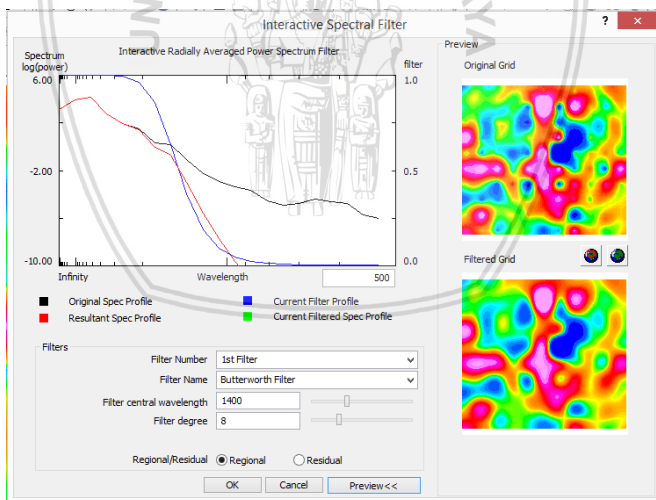 Interactive Spectral Filter
? ×
Spectrum
log(power)
Interactive Radially Averaged Power Spectrum Filter
filter
6.00
-2.00
-10.00
1.0
0.5
0.0
Infinity
Wavelength
500
Original Spec Profile
Current Filter Profile
Resultant Spec Profile
Current Filtered Spec Profile
Filters
Filter Number
1st Filter
Filter Name
Butterworth Filter
Filter central wavelength
1400
Filter degree
8
Regional/Residual
Regional
Residual
OK
Cancel
Preview<<
Preview
Original Grid
Filtered Grid